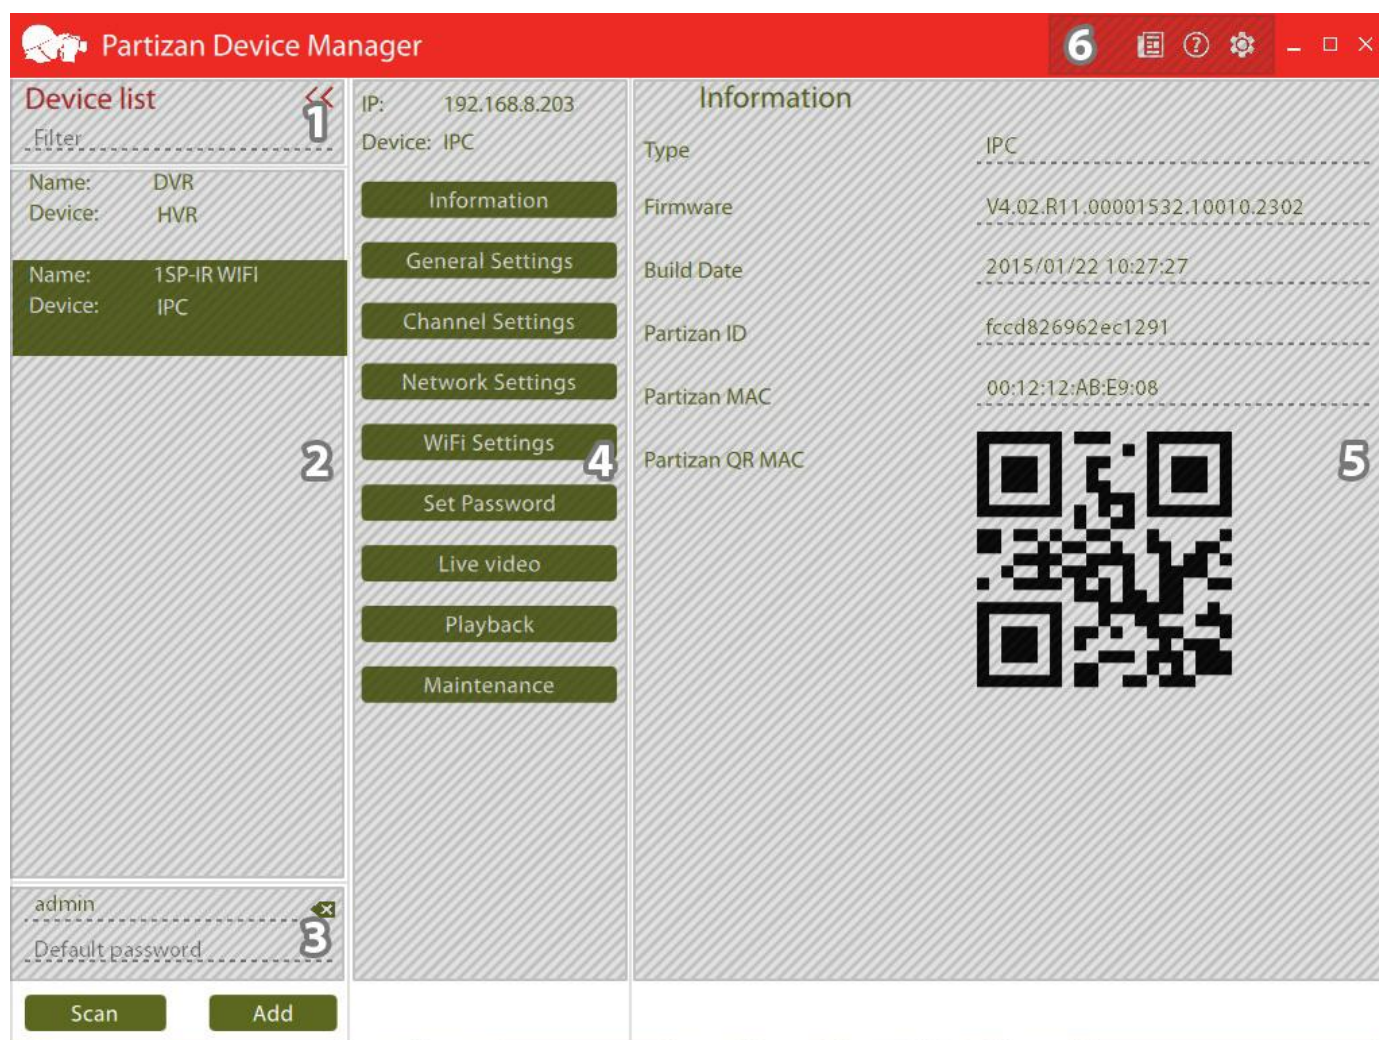 Partizan Device Manager
6
Device list
1
Filter
Name: DVR
Device: HVR
Name: 1SP-IR WIFI
Device: IPC
2
admin
Default password
3
Scan
Add
IP: 192.168.8.203
Device: IPC
Information
General Settings
Channel Settings
Network Settings
WiFi Settings
4
Set Password
Live video
Playback
Maintenance
Information
Type IPC
Firmware V4.02.R11.00001532.10010.2302
Build Date 2015/01/22 10:27:27
Partizan ID fccd826962ec1291
Partizan MAC 00:12:12:AB:E9:08
Partizan QR MAC
5